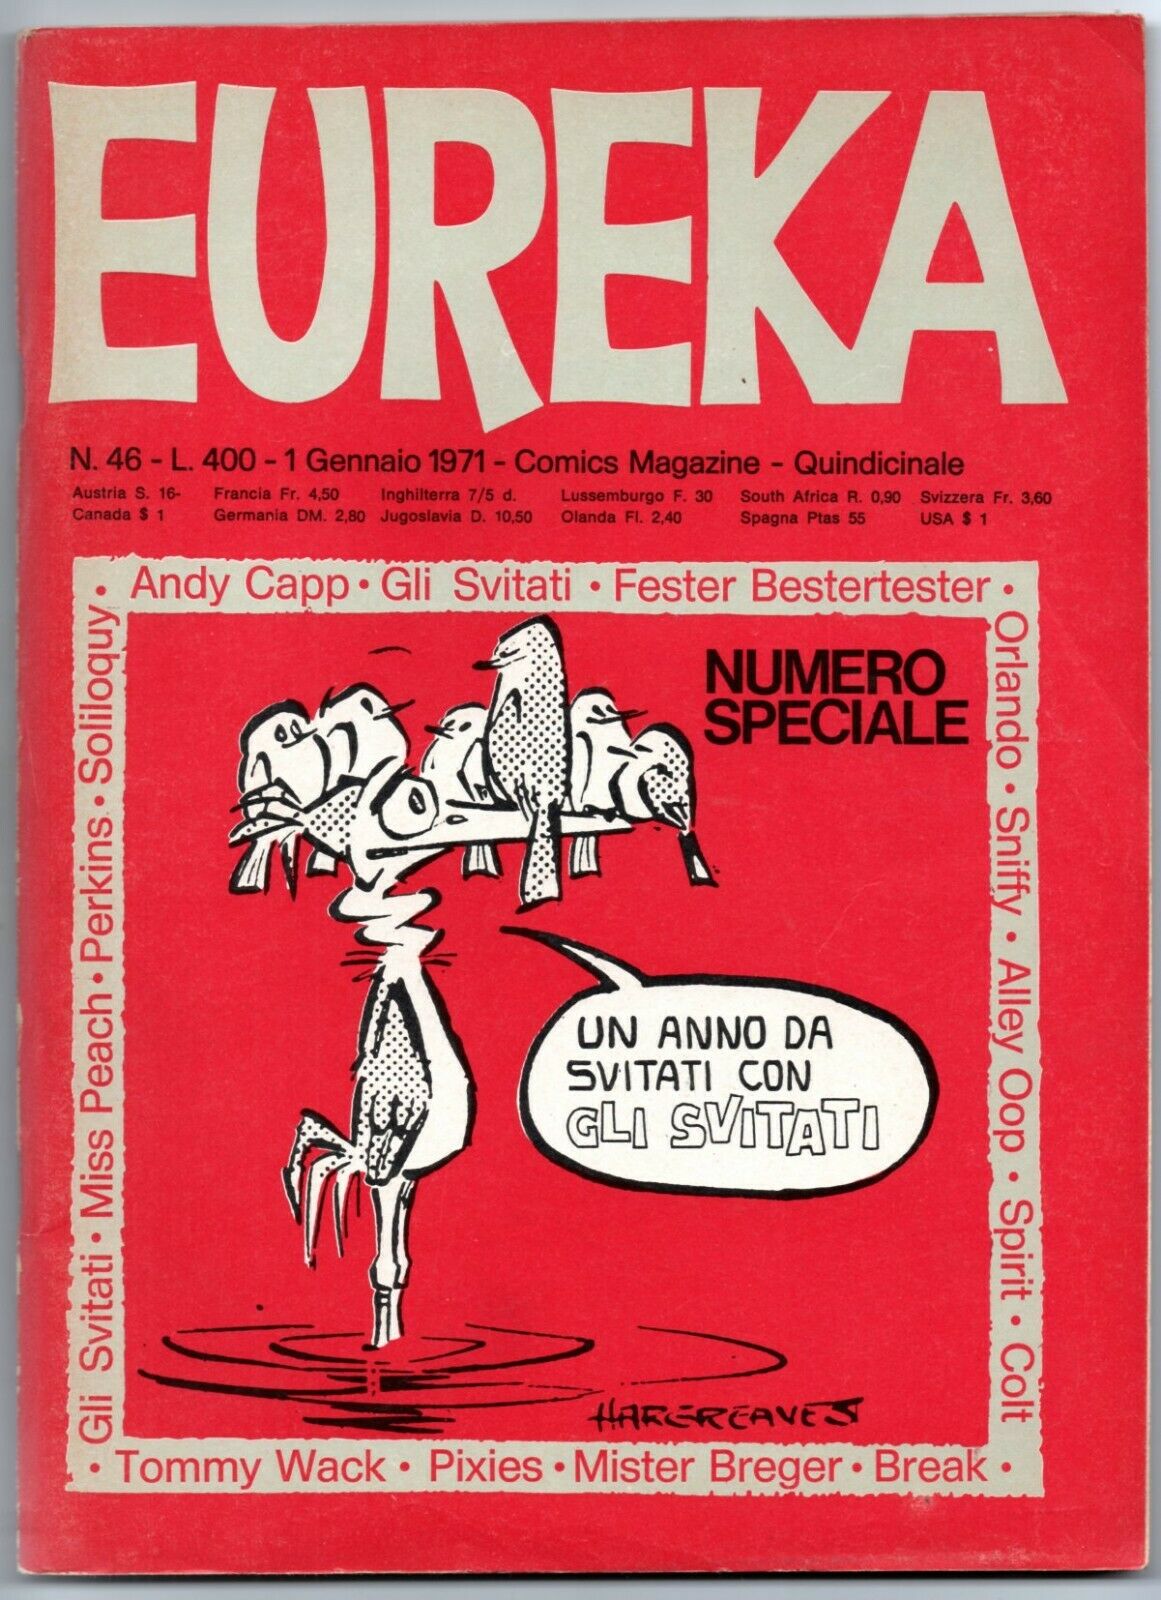 EUREKA
N. 46 - L. 400 - 1 Gennaio 1971 - Comics Magazine - Quindicinale
Austria S. 16- Francia Fr. 4,50 Inghilterra 7/5 d. Lussemburgo F. 30 South Africa R. 0,90 Svizzera Fr. 3,60
Canada $ 1 Germania DM. 2,80 Jugoslavia D. 10,50 Olanda Fl. 2,40 Spagna Ptas 55 USA $ 1
Andy Capp • Gli Svitati • Fester Bestertester •
Orlando • Sniffy • Alley Oop • Spirit • Colt
• Tommy Wack • Pixies • Mister Breger • Break •
Gli Svitati • Miss Peach • Perkins • Soliloquy •
NUMERO
SPECIALE
UN ANNO DA
SVITATI CON
GLI SVITATI
HARGREAVES